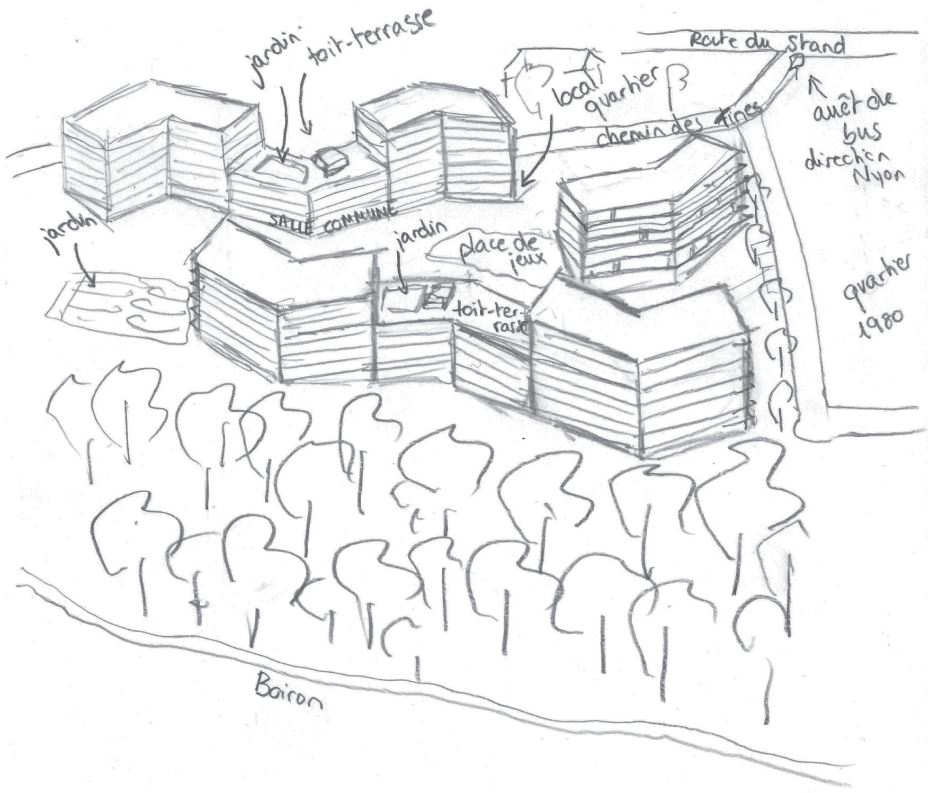 jardin
toit-terrasse
Route du Stand
local
quartier
chemin des Tines
arrêt de
bus
direction
Nyon
SALLE COMMUNE
jardin
jardin
place de
jeux
toit-ter-
rasse
quartier
1980
Boiron